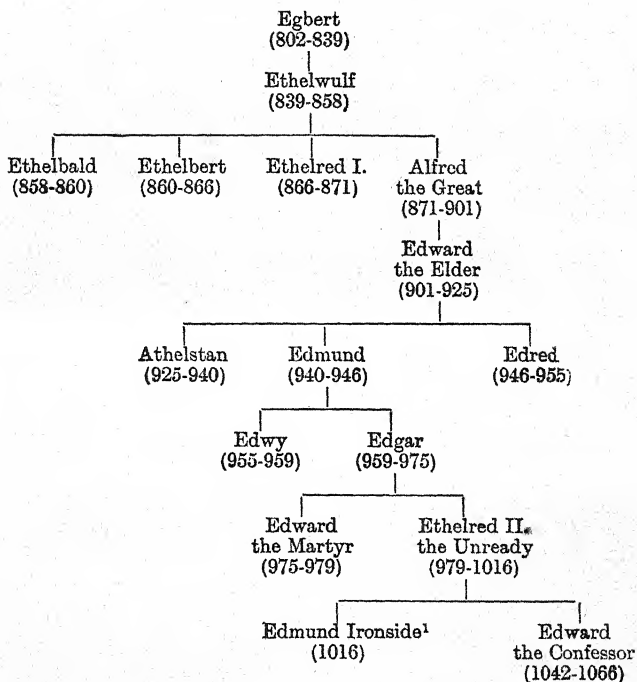 Egbert
(802-839)
Ethelwulf
(839-858)
Ethelbald Ethelbert Ethelred I. Alfred
the Great
(858-860) (860-866) (866-871)
(871-901)
Edward
the Elder
(901-925)
Athelstan Edmund Edred
(925-940) (940-946) (946-955)
Edwy Edgar
(955-959) (959-975)
Edward Ethelred II.
the Martyr the Unready
(975-979) (979-1016)
Edmund Ironside¹ Edward
(1016) the Confessor
(1042-1066)